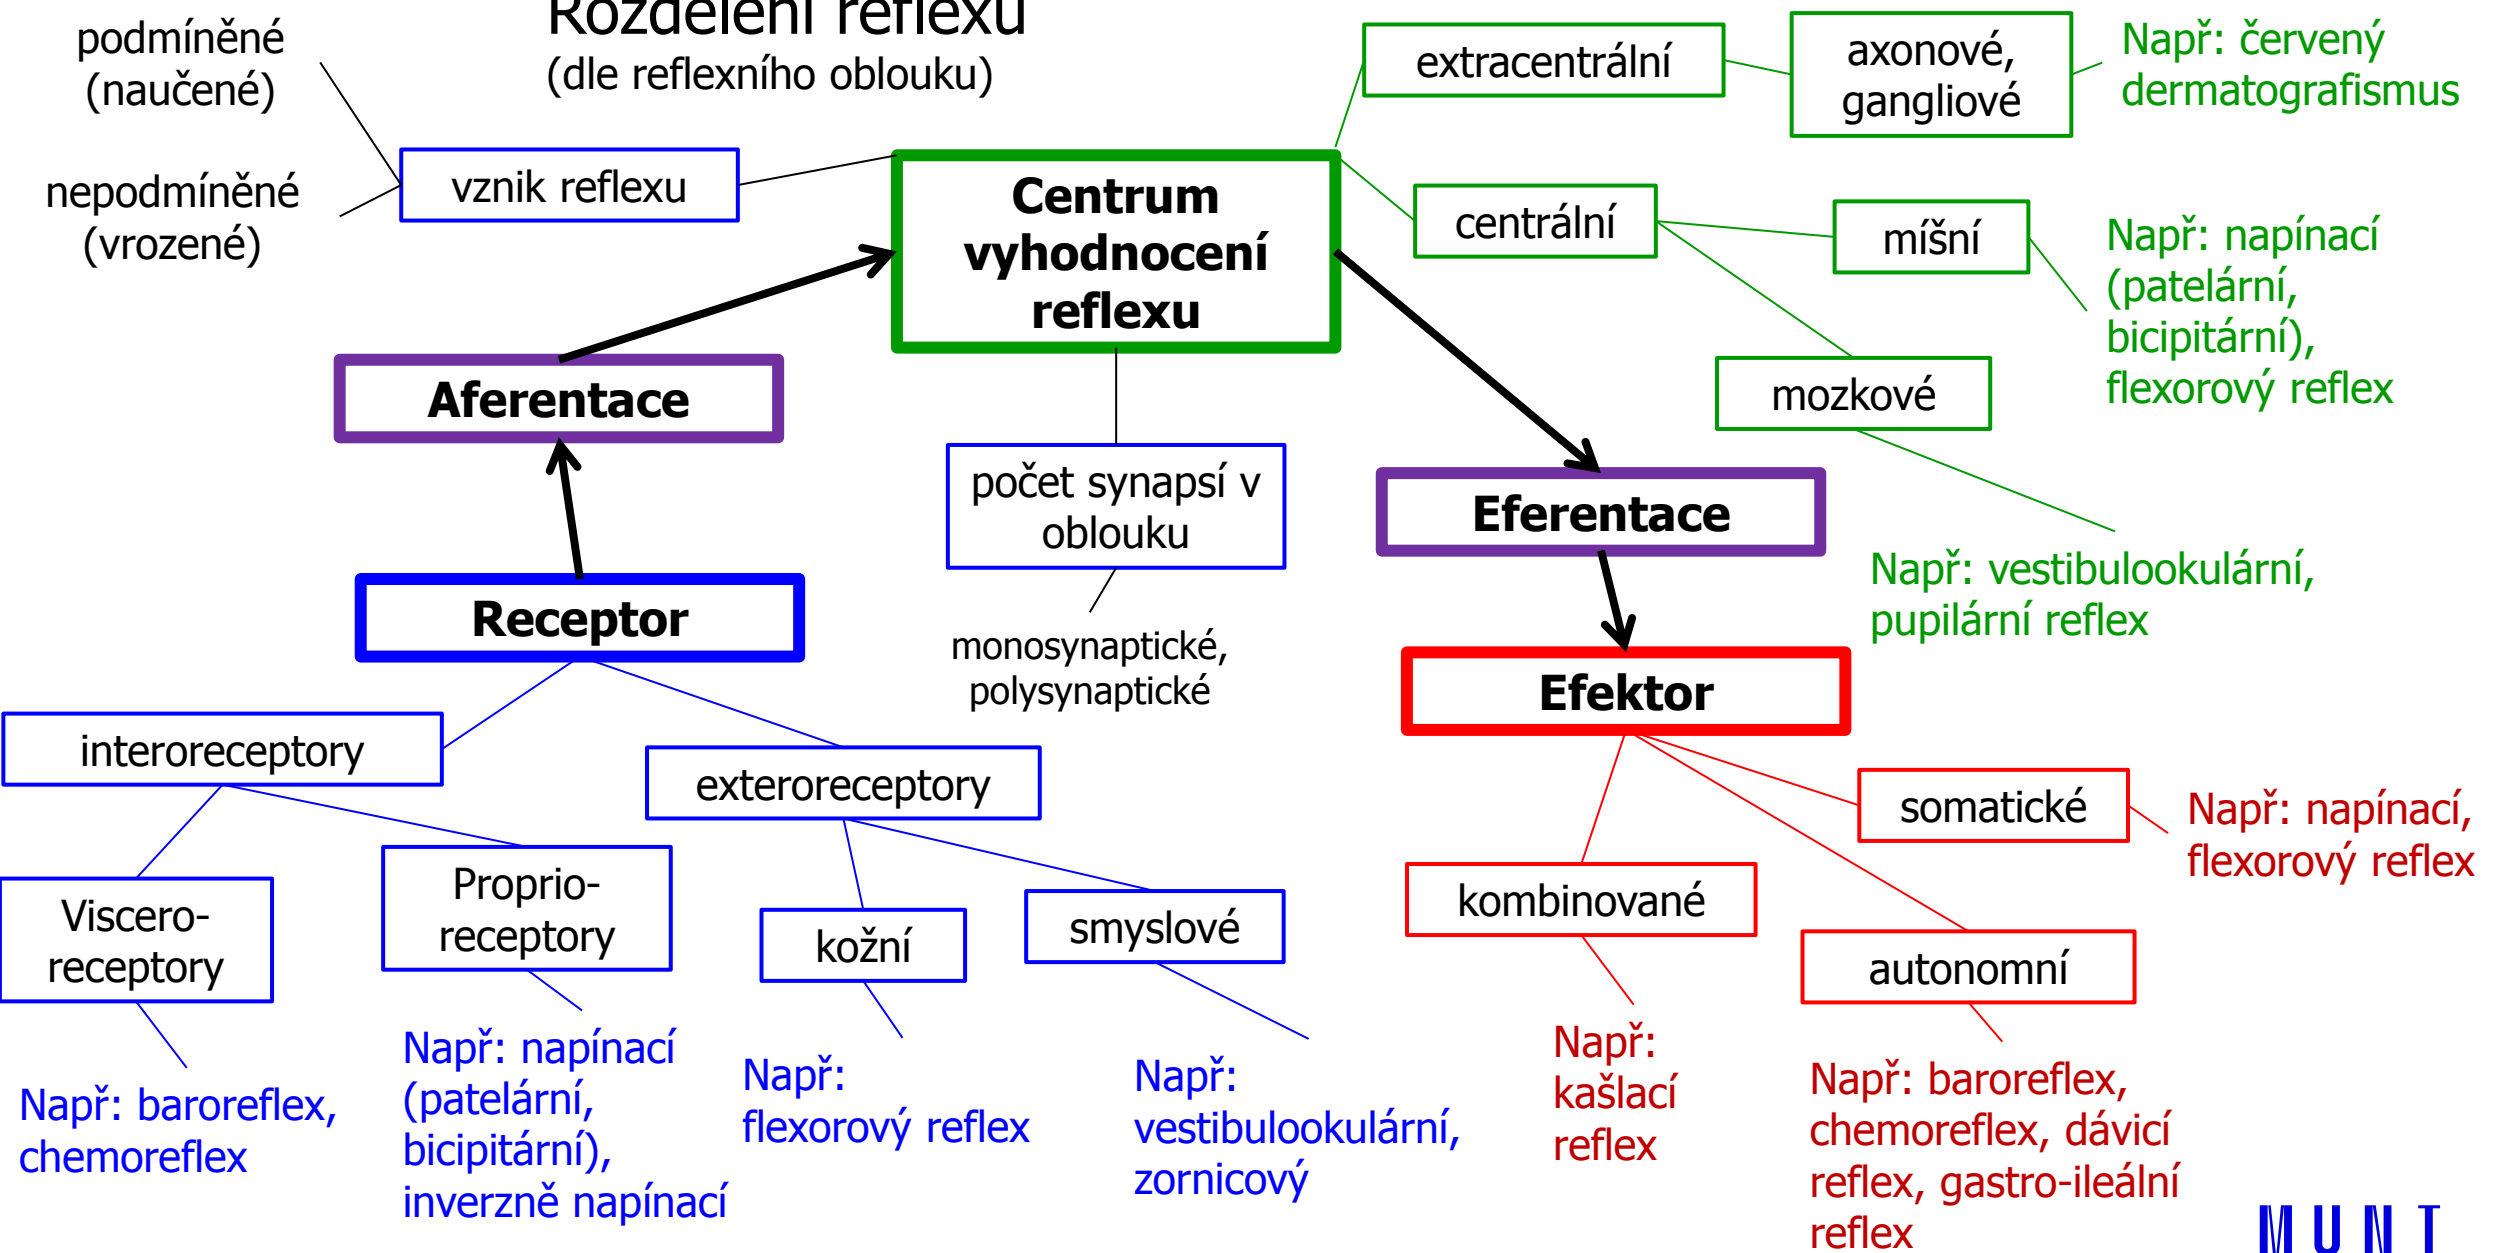 Rozdělení reflexů
(dle reflexního oblouku)
podmíněné
(naučené)
nepodmíněné
(vrozené)
vznik reflexu
Centrum
vyhodnocení
reflexu
extracentrální
axonové,
gangliové
Např: červený
dermatografismus
centrální
míšní
Např: napínací
(patelární,
bicipitární),
flexorový reflex
mozkové
Např: vestibulookulární,
pupilární reflex
Aferentace
počet synapsí v
oblouku
monosynaptické,
polysynaptické
Eferentace
Receptor
Efektor
interoreceptory
exteroreceptory
Viscero-
receptory
Proprio-
receptory
kožní
smyslové
Např: baroreflex,
chemoreflex
Např: napínací
(patelární,
bicipitární),
inverzně napínací
Např:
flexorový reflex
Např:
vestibulookulární,
zornicový
somatické
Např: napínací,
flexorový reflex
kombinované
autonomní
Např:
kašlací
reflex
Např: baroreflex,
chemoreflex, dávicí
reflex, gastro-ileální
reflex
MUNI